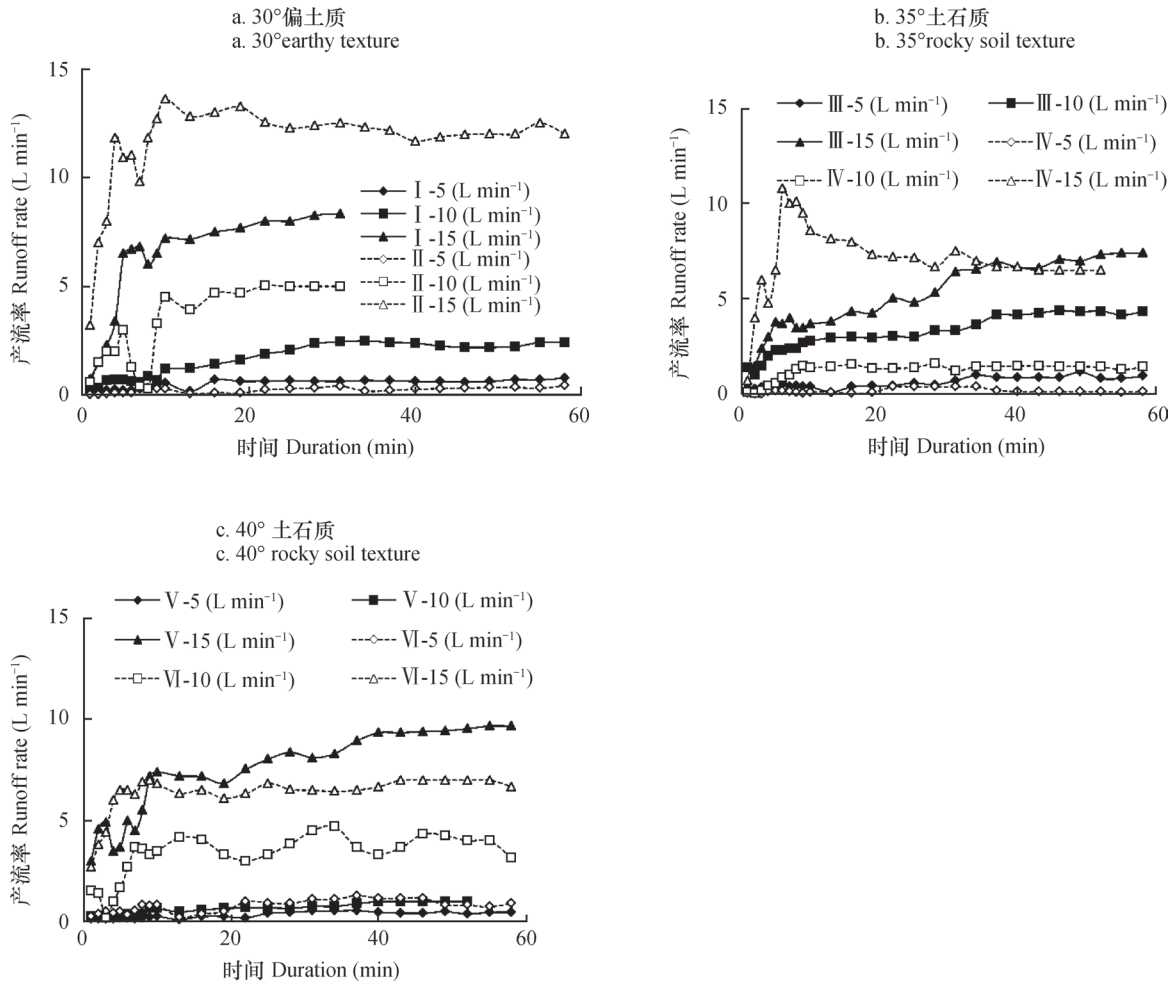 a. 30°偏土质
a. 30°earthy texture
15
10
5
0
0
20
40
60
产流率 Runoff rate (L min⁻¹)
时间 Duration (min)
Ⅰ-5 (L min⁻¹)
Ⅰ-10 (L min⁻¹)
Ⅰ-15 (L min⁻¹)
Ⅱ-5 (L min⁻¹)
Ⅱ-10 (L min⁻¹)
Ⅱ-15 (L min⁻¹)
b. 35°土石质
b. 35°rocky soil texture
Ⅲ-5 (L min⁻¹)
Ⅲ-10 (L min⁻¹)
Ⅲ-15 (L min⁻¹)
Ⅳ-5 (L min⁻¹)
Ⅳ-10 (L min⁻¹)
Ⅳ-15 (L min⁻¹)
15
10
5
0
0
20
40
60
产流率 Runoff rate (L min⁻¹)
时间 Duration (min)
c. 40° 土石质
c. 40° rocky soil texture
Ⅴ-5 (L min⁻¹)
Ⅴ-10 (L min⁻¹)
Ⅴ-15 (L min⁻¹)
Ⅵ-5 (L min⁻¹)
Ⅵ-10 (L min⁻¹)
Ⅵ-15 (L min⁻¹)
15
10
5
0
0
20
40
60
产流率 Runoff rate (L min⁻¹)
时间 Duration (min)